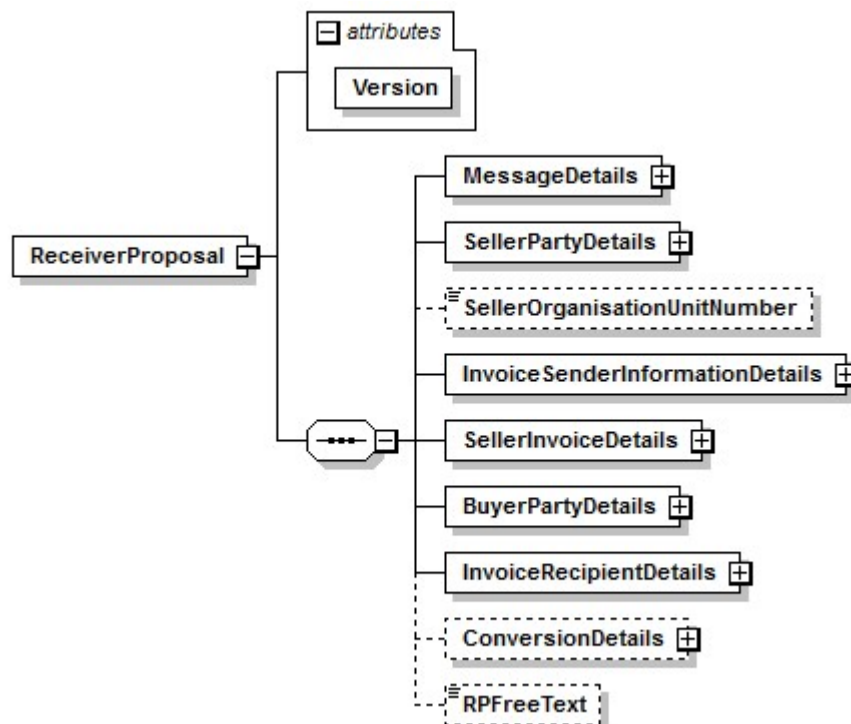 attributes
Version
MessageDetails
SellerPartyDetails
ReceiverProposal
SellerOrganisationUnitNumber
InvoiceSenderInformationDetails
SellerInvoiceDetails
BuyerPartyDetails
InvoiceRecipientDetails
ConversionDetails
RPFreeText